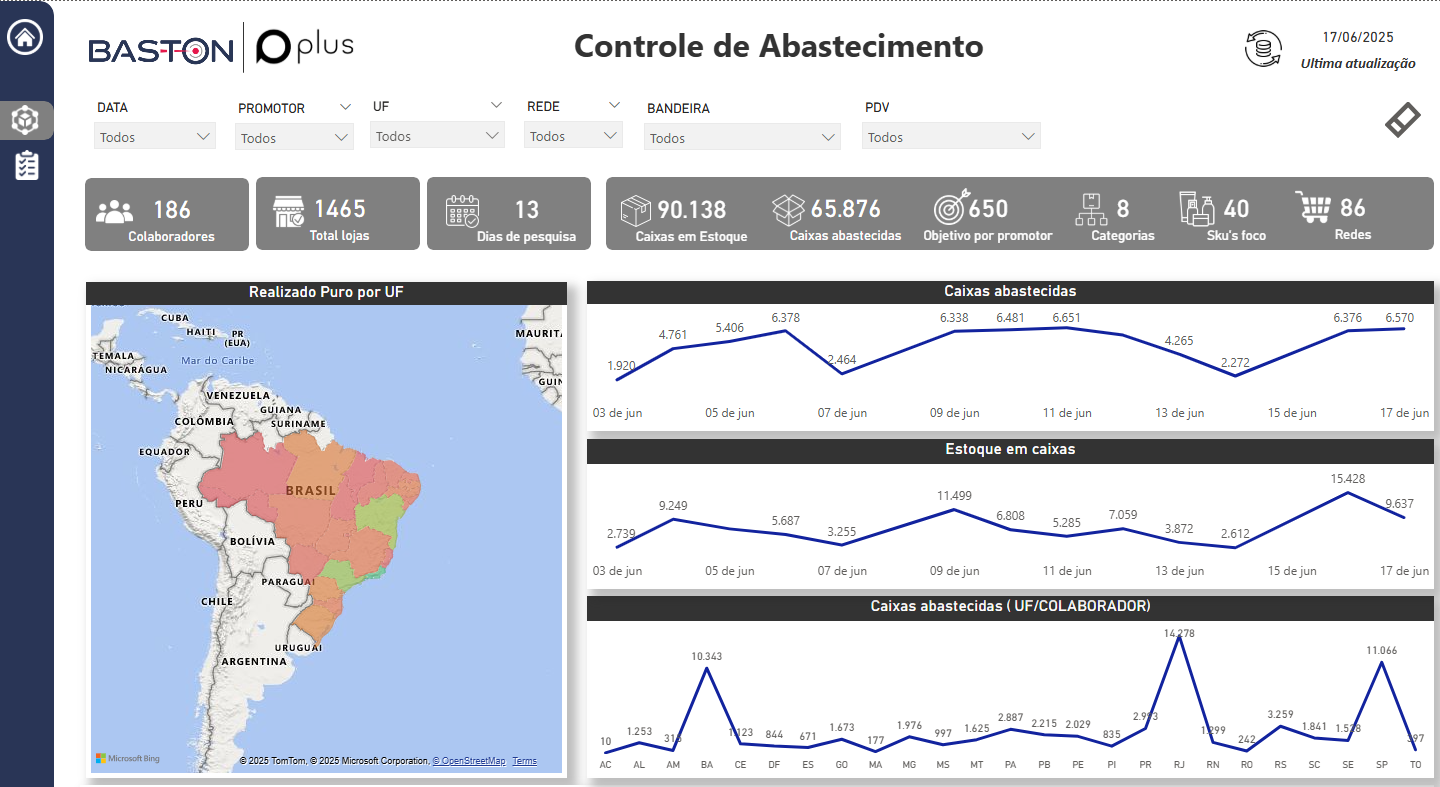 BASTON
plus
Controle de Abastecimento
17/06/2025
Ultima atualização
DATA
PROMOTOR
UF
REDE
BANDEIRA
PDV
Todos
Todos
Todos
Todos
Todos
Todos
186
Colaboradores
1465
Total lojas
13
Dias de pesquisa
90.138
Caixas em Estoque
65.876
Caixas abastecidas
650
Objetivo por promotor
8
Categorias
40
Sku's foco
86
Redes
Realizado Puro por UF
CUBA
HAITI
PR
(EUA)
MAURITA
TEMALA
Mar do Caribe
NICARÁGUA
GUIN
VENEZUELA
GUIANA
COLÔMBIA
SURINAME
EQUADOR
BRASIL
PERU
BOLÍVIA
PARAGUAI
CHILE
URUGUAI
ARGENTINA
Microsoft Bing
© 2025 TomTom, © 2025 Microsoft Corporation, © OpenStreetMap Terms
Caixas abastecidas
1.920
4.761
5.406
6.378
2.464
6.338
6.481
6.651
4.265
2.272
6.376
6.570
03 de jun
05 de jun
07 de jun
09 de jun
11 de jun
13 de jun
15 de jun
17 de jun
Estoque em caixas
2.739
9.249
5.687
3.255
11.499
6.808
5.285
7.059
3.872
2.612
15.428
9.637
03 de jun
05 de jun
07 de jun
09 de jun
11 de jun
13 de jun
15 de jun
17 de jun
Caixas abastecidas ( UF/COLABORADOR)
10
1.253
10.343
844
671
1.673
177
1.976
997
1.625
2.887
2.215
2.029
835
2.993
14.278
1.299
242
3.259
1.841
11.066
397
AC
AL
AM
BA
CE
DF
ES
GO
MA
MG
MS
MT
PA
PB
PE
PI
PR
RJ
RN
RO
RS
SC
SE
SP
TO